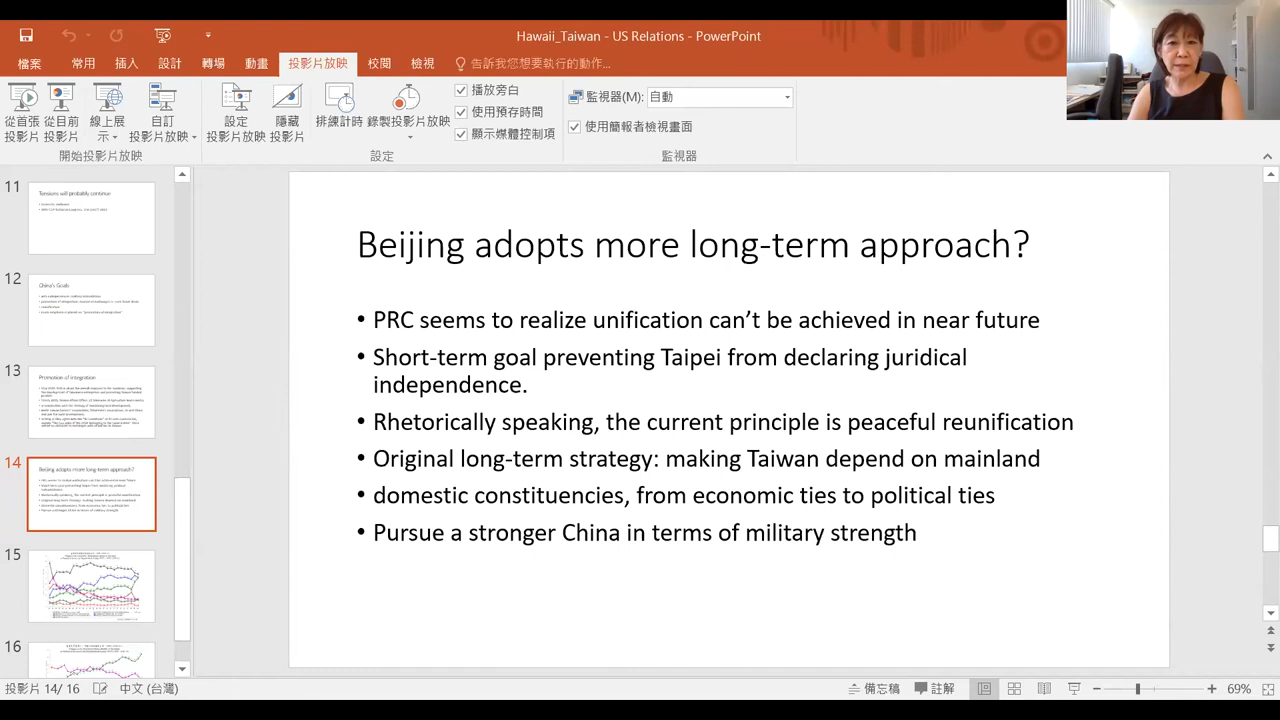 Hawaii_Taiwan - US Relations - PowerPoint
檔案 常用 插入 設計 轉場 動畫 投影片放映 校閱 檢視 告訴我您想要執行的動作...
從首張投影片
從目前投影片
線上展示
自訂投影片放映
設定投影片放映
隱藏投影片
排練計時
錄製投影片放映
播放旁白
使用預存時間
顯示媒體控制項
監視器(M): 自動
使用簡報者檢視畫面
開始投影片放映 設定 監視器
11
Tensions will probably continue
12
China's Goals
13
Promotion of integration
14
Beijing adopts more long-term approach?
15
16
Beijing adopts more long-term approach?
• PRC seems to realize unification can't be achieved in near future
• Short-term goal preventing Taipei from declaring juridical
independence.
• Rhetorically speaking, the current principle is peaceful reunification
• Original long-term strategy: making Taiwan depend on mainland
• domestic constituencies, from economic ties to political ties
• Pursue a stronger China in terms of military strength
投影片 14/ 16 中文 (台灣) 備忘稿 註解 69%